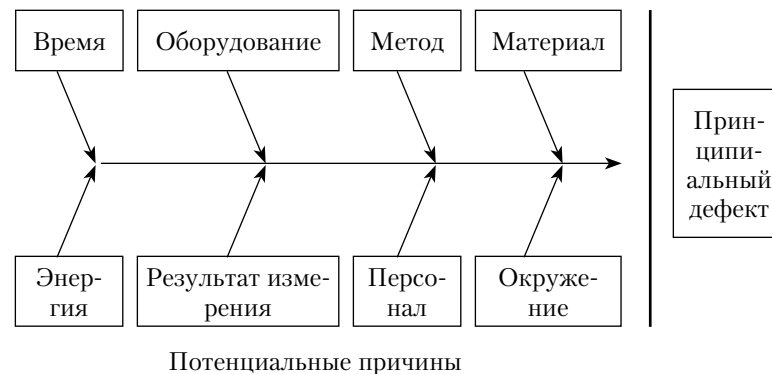 Время
Оборудование
Метод
Материал
Прин-
ципи-
альный
дефект
Энер-
гия
Результат изме-
рения
Персо-
нал
Окруже-
ние
Потенциальные причины